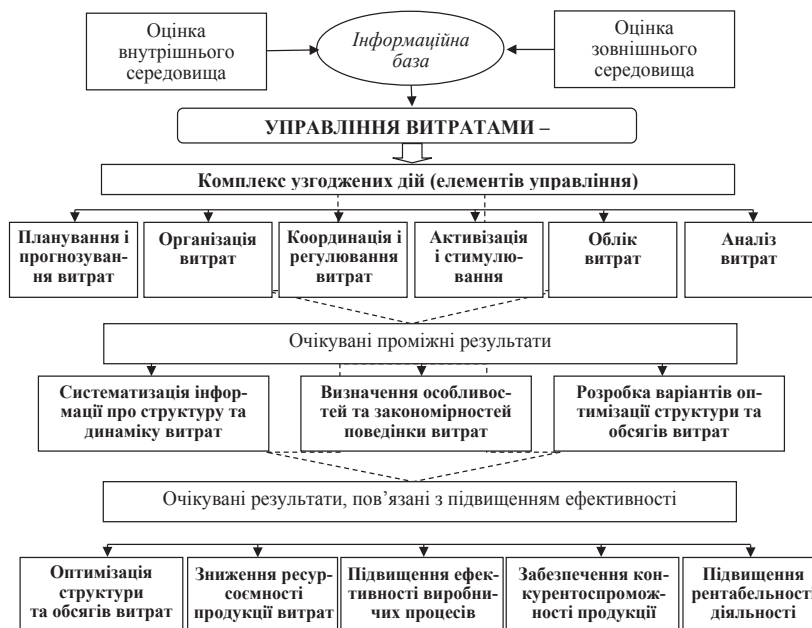 Оцінка
внутрішнього
середовища
Інформаційна
база
Оцінка
зовнішнього
середовища
УПРАВЛІННЯ ВИТРАТАМИ –
Комплекс узгоджених дій (елементів управління)
Планування і
прогнозуван-
ня витрат
Організація
витрат
Координація і
регулювання
витрат
Активізація
і стимулю-
вання
Облік
витрат
Аналіз
витрат
Очікувані проміжні результати
Систематизація інфор-
мації про структуру та
динаміку витрат
Визначення особливос-
тей та закономірностей
поведінки витрат
Розробка варіантів оп-
тимізації структури та
обсягів витрат
Очікувані результати, пов’язані з підвищенням ефективності
Оптимізація
структури
та обсягів витрат
Зниження ресур-
соємності
продукції витрат
Підвищення ефек-
тивності виробни-
чих процесів
Забезпечення кон-
курентоспромож-
ності продукції
Підвищення
рентабельності
діяльності